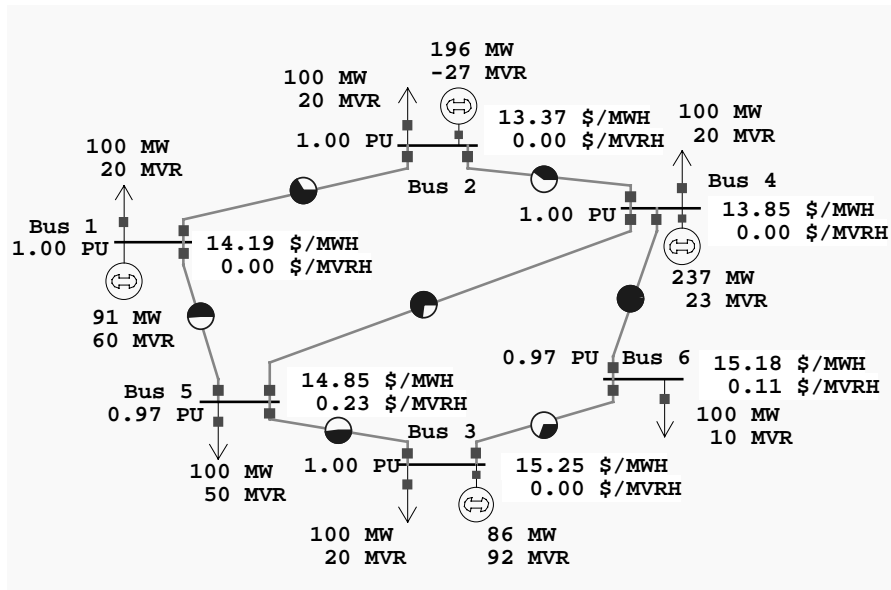 196 MW
-27 MVR
100 MW
20 MVR
13.37 $/MWH
0.00 $/MVRH
1.00 PU
Bus 2
100 MW
20 MVR
Bus 4
1.00 PU
13.85 $/MWH
0.00 $/MVRH
237 MW
23 MVR
100 MW
20 MVR
Bus 1
1.00 PU
14.19 $/MWH
0.00 $/MVRH
91 MW
60 MVR
0.97 PU
Bus 6
15.18 $/MWH
0.11 $/MVRH
100 MW
10 MVR
Bus 5
0.97 PU
14.85 $/MWH
0.23 $/MVRH
100 MW
50 MVR
Bus 3
1.00 PU
15.25 $/MWH
0.00 $/MVRH
100 MW
20 MVR
86 MW
92 MVR